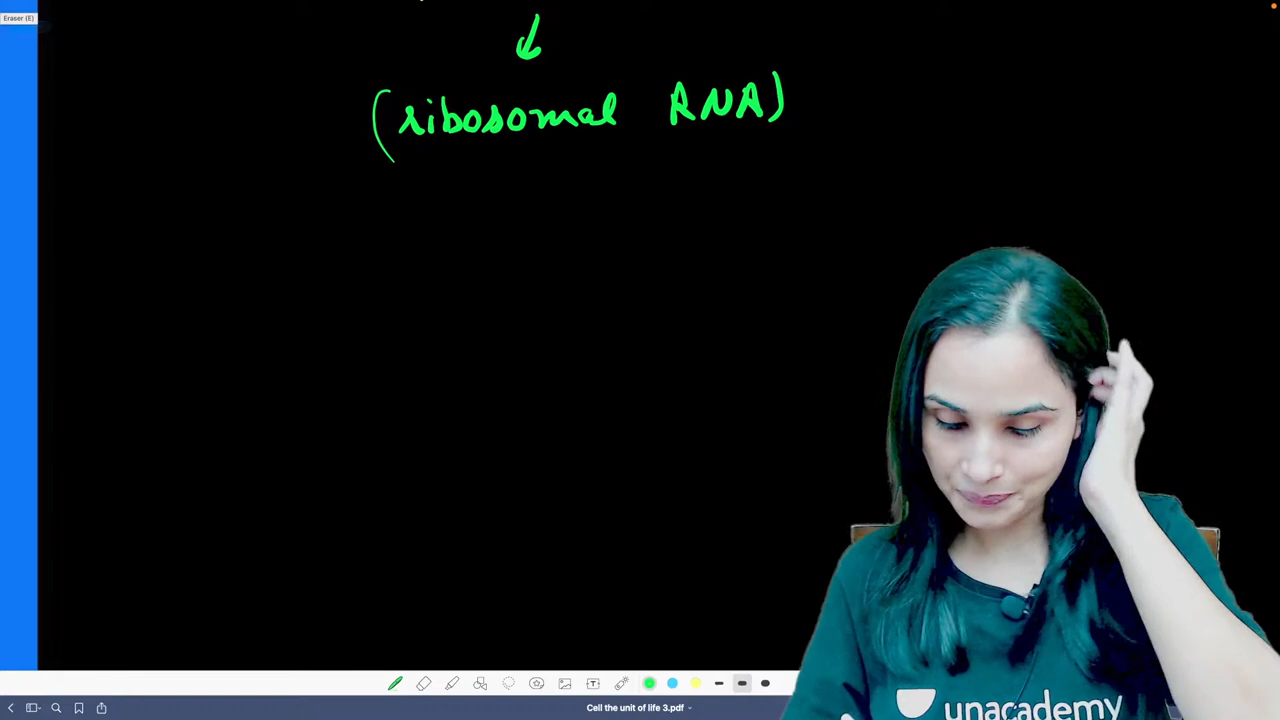 Eraser (E)
(ribosomal RNA)
Cell the unit of life 3.pdf
unacademy